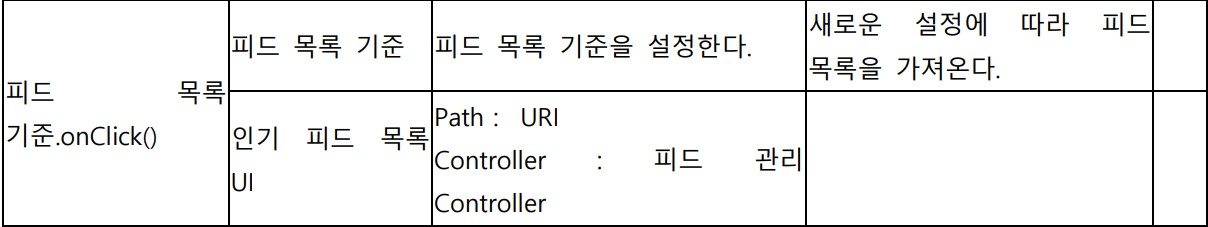 피드 목록
기준.onClick()
피드 목록 기준
피드 목록 기준을 설정한다.
새로운 설정에 따라 피드
목록을 가져온다.
인기 피드 목록
UI
Path : URI
Controller : 피드 관리
Controller